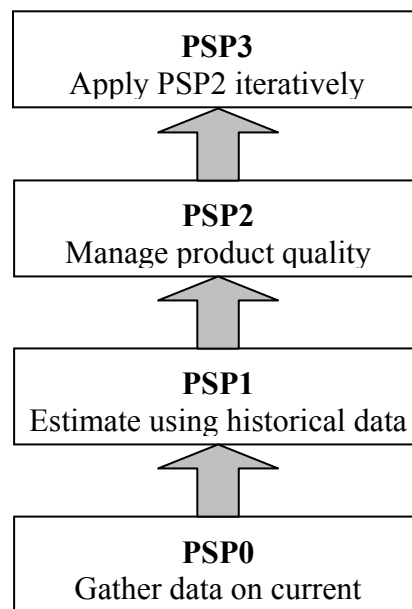 PSP3
Apply PSP2 iteratively
PSP2
Manage product quality
PSP1
Estimate using historical data
PSP0
Gather data on current